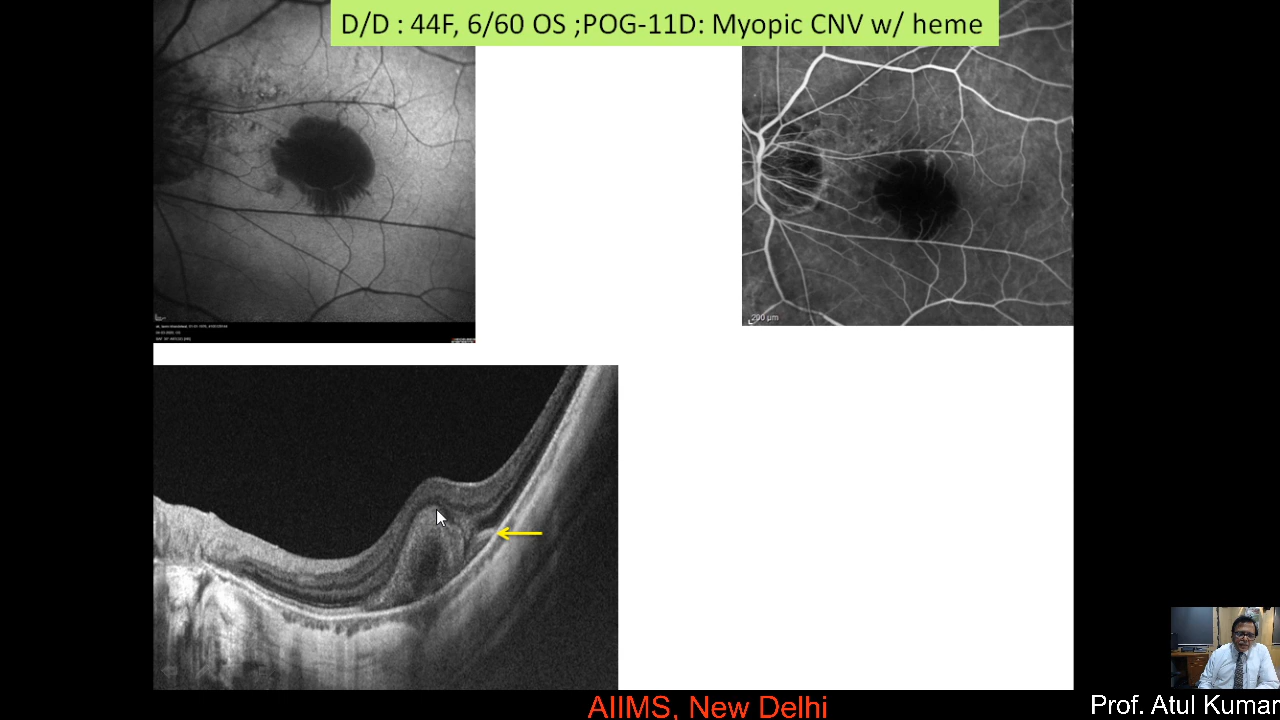 D/D : 44F, 6/60 OS ;POG-11D: Myopic CNV w/ heme
200 µm
AIIMS, New Delhi
Prof. Atul Kumar